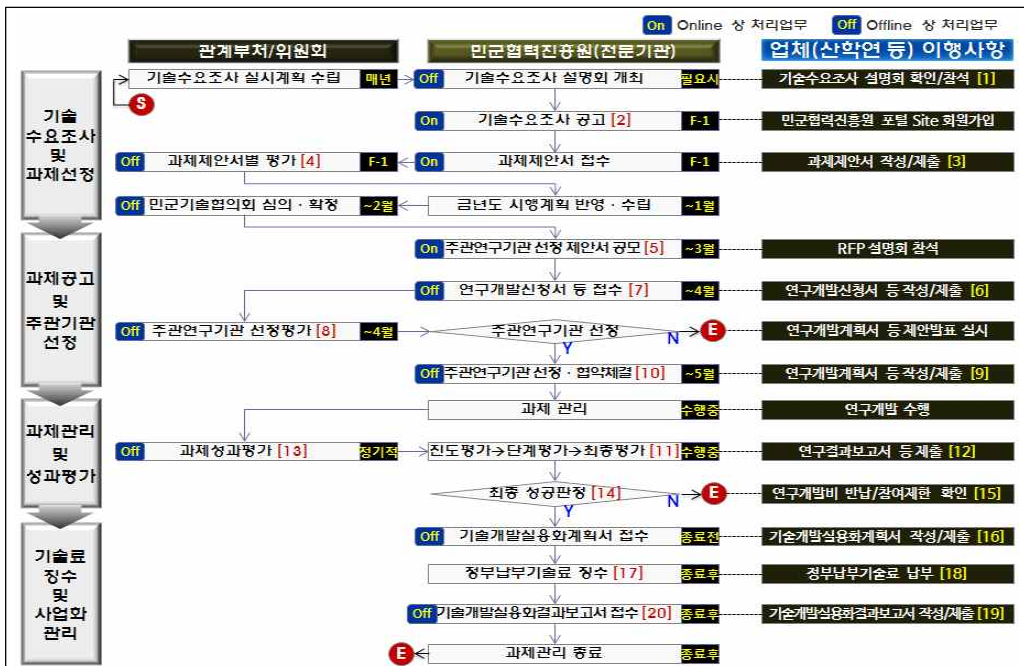 On Online 상 처리업무 Off Offline 상 처리업무
관계부처/위원회 민군협력진흥원(전문기관) 업체(산학연 등) 이행사항
기술
수요조사
및
과제선정
기술수요조사 실시계획 수립 매년 Off 기술수요조사 설명회 개최 필요시 기술수요조사 설명회 확인/참석 [1]
S
On 기술수요조사 공고 [2] F-1 민군협력진흥원 포털 Site 회원가입
Off 과제제안서별 평가 [4] F-1 On 과제제안서 접수 F-1 과제제안서 작성/제출 [3]
Off 민군기술협의회 심의 · 확정 ~2월 금년도 시행계획 반영 · 수립 ~1월
과제공고
및
주관기관
선정
On 주관연구기관 선정 제안서 공모 [5] ~3월 RFP 설명회 참석
Off 연구개발신청서 등 접수 [7] ~4월 연구개발신청서 등 작성/제출 [6]
Off 주관연구기관 선정평가 [8] ~4월 주관연구기관 선정 N E 연구개발계획서 등 제안발표 실시
Y
Off 주관연구기관 선정 · 협약체결 [10] ~5월 연구개발계획서 등 작성/제출 [9]
과제관리
및
성과평가
과제 관리 수행중 연구개발 수행
Off 과제성과평가 [13] 정기적 진도평가→단계평가→최종평가 [11] 수행중 연구결과보고서 등 제출 [12]
최종 성공판정 [14] N E 연구개발비 반납/참여제한 확인 [15]
Y
기술료
징수
및
사업화
관리
Off 기술개발실용화계획서 접수 종료전 기술개발실용화계획서 작성/제출 [16]
정부납부기술료 징수 [17] 종료후 정부납부기술료 납부 [18]
Off 기술개발실용화결과보고서 접수 [20] 종료후 기술개발실용화결과보고서 작성/제출 [19]
E 과제관리 종료 종료후